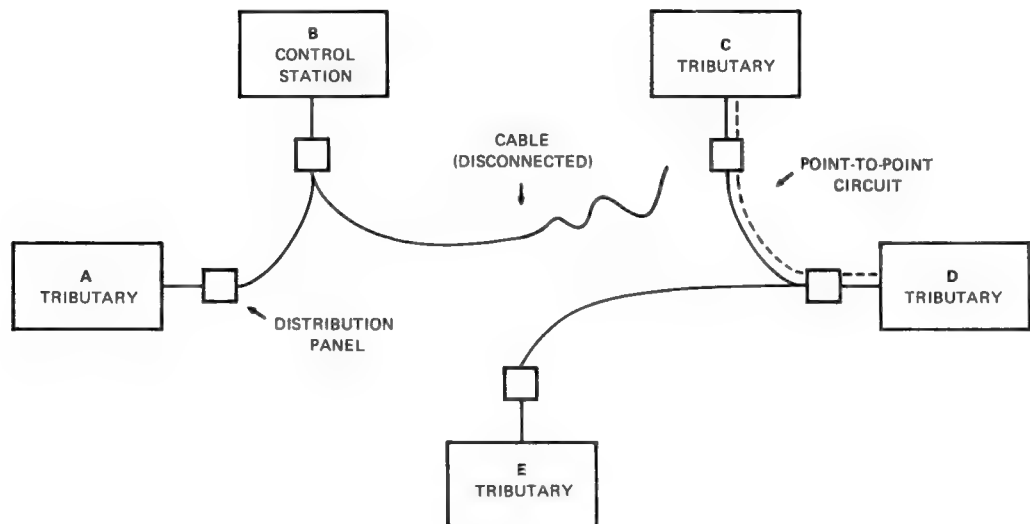 B
CONTROL
STATION
C
TRIBUTARY
CABLE
(DISCONNECTED)
POINT-TO-POINT
CIRCUIT
A
TRIBUTARY
D
TRIBUTARY
DISTRIBUTION
PANEL
E
TRIBUTARY